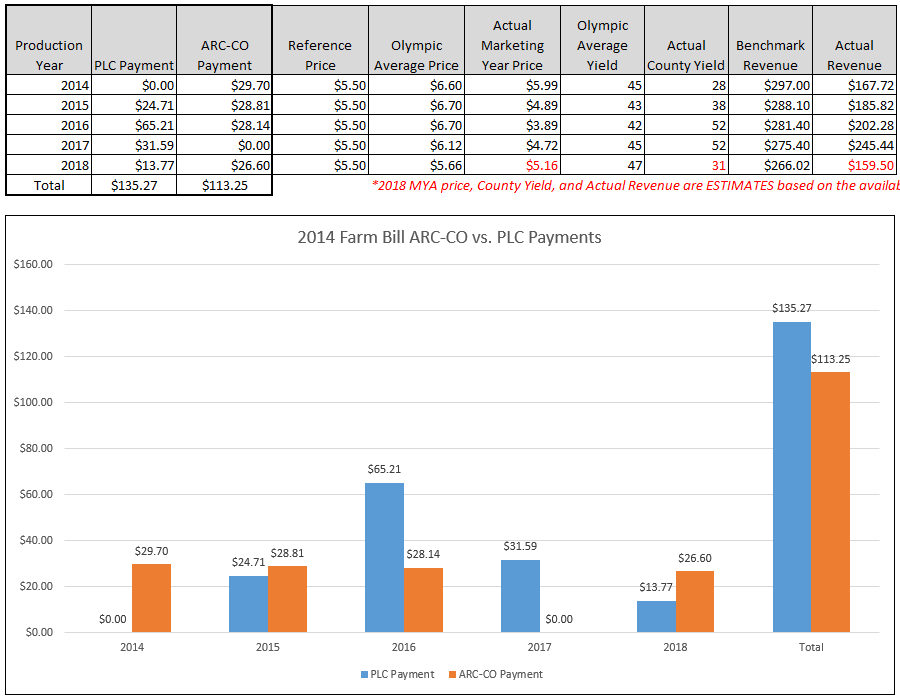 Production Year PLC Payment ARC-CO Payment Reference Price Olympic Average Price Actual Marketing Year Price Olympic Average Yield Actual County Yield Benchmark Revenue Actual Revenue
2014 $0.00 $29.70 $5.50 $6.60 $5.99 45 28 $297.00 $167.72
2015 $24.71 $28.81 $5.50 $6.70 $4.89 43 38 $288.10 $185.82
2016 $65.21 $28.14 $5.50 $6.70 $3.89 42 52 $281.40 $202.28
2017 $31.59 $0.00 $5.50 $6.12 $4.72 45 52 $275.40 $245.44
2018 $13.77 $26.60 $5.50 $5.66 $5.16 47 31 $266.02 $159.50
Total $135.27 $113.25
*2018 MYA price, County Yield, and Actual Revenue are ESTIMATES based on the availab
2014 Farm Bill ARC-CO vs. PLC Payments
$160.00
$140.00
$120.00
$100.00
$80.00
$60.00
$40.00
$20.00
$0.00
$0.00
$29.70
$24.71
$28.81
$65.21
$28.14
$31.59
$0.00
$13.77
$26.60
$135.27
$113.25
2014 2015 2016 2017 2018 Total
PLC Payment ARC-CO Payment